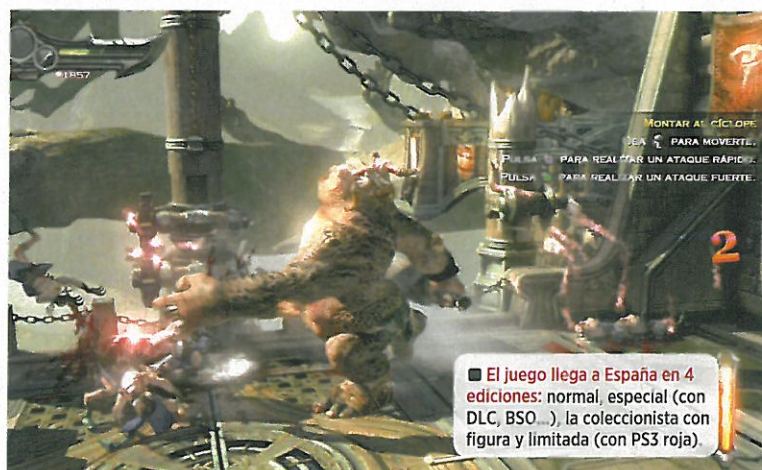 1857
MONTAR AL CÍCLOPE
USA PARA MOVERTE.
PULSA PARA REALIZAR UN ATAQUE RÁPIDO.
PULSA PARA REALIZAR UN ATAQUE FUERTE.
2
El juego llega a España en 4
ediciones: normal, especial (con
DLC, BSO...), la coleccionista con
figura y limitada (con PS3 roja).